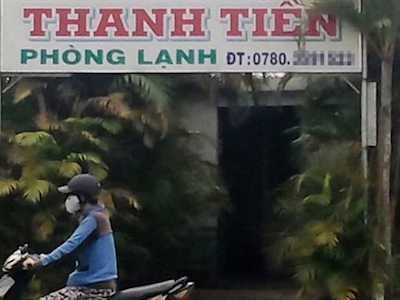 THANH TIỀN
PHÒNG LẠNH ĐT:0780.